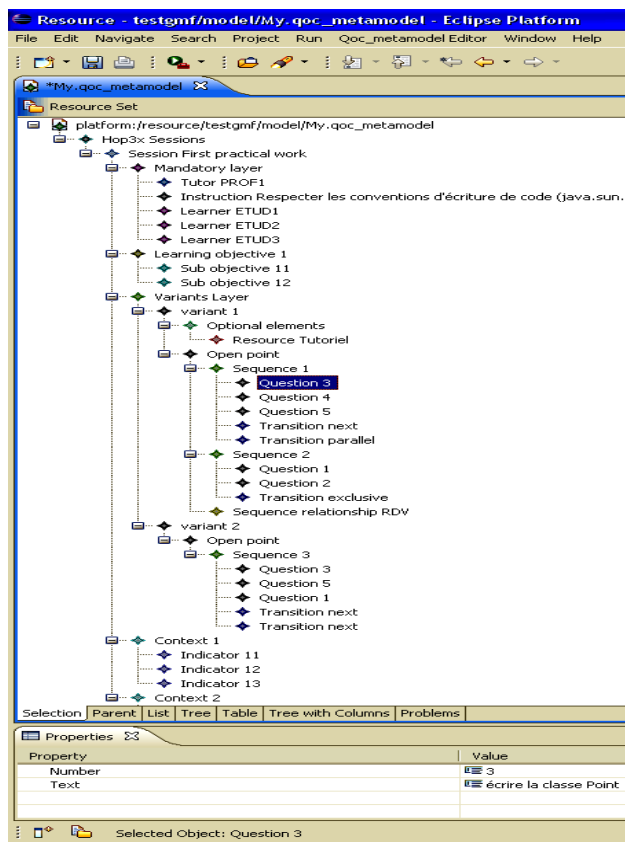 Resource - testgmf/model/My.qoc_metamodel - Eclipse Platform
File Edit Navigate Search Project Run Qoc_metamodel Editor Window Help
*My.qoc_metamodel
Resource Set
platform:/resource/testgmf/model/My.qoc_metamodel
Hop3x Sessions
Session First practical work
Mandatory layer
Tutor PROF1
Instruction Respecter les conventions d'écriture de code (java.sun.
Learner ETUD1
Learner ETUD2
Learner ETUD3
Learning objective 1
Sub objective 11
Sub objective 12
Variants Layer
variant 1
Optional elements
Resource Tutoriel
Open point
Sequence 1
Question 3
Question 4
Question 5
Transition next
Transition parallel
Sequence 2
Question 1
Question 2
Transition exclusive
Sequence relationship RDV
variant 2
Open point
Sequence 3
Question 3
Question 5
Question 1
Transition next
Transition next
Context 1
Indicator 11
Indicator 12
Indicator 13
Context 2
Selection Parent List Tree Table Tree with Columns Problems
Properties
Property Value
Number 3
Text écrire la classe Point
Selected Object: Question 3